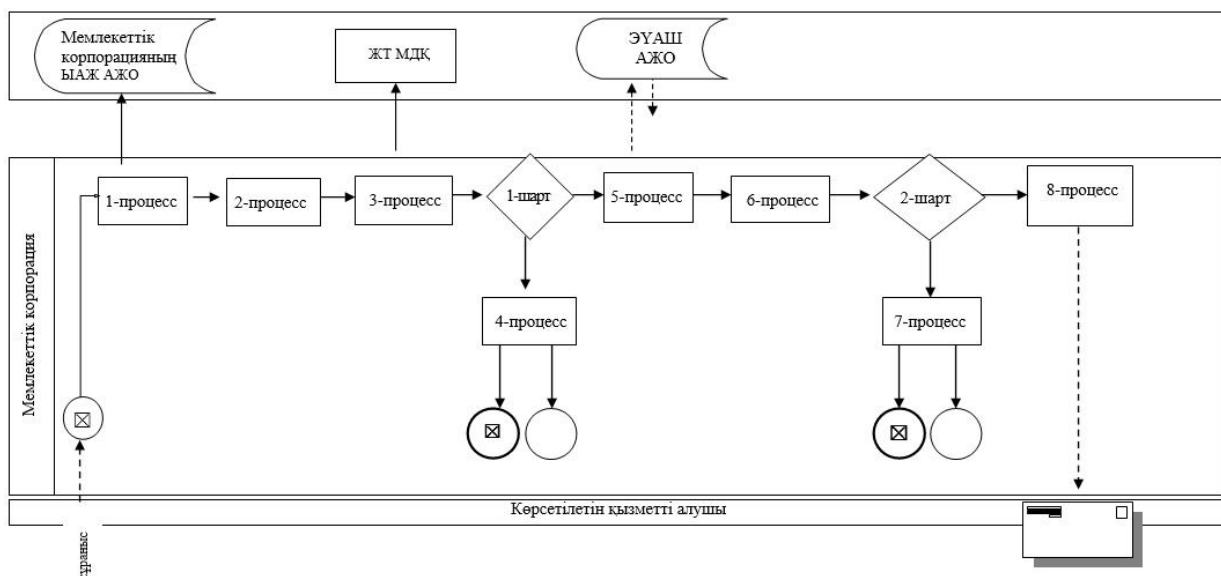 Мемлекеттік
корпорацияның
ЫАЖ АЖО
ЖТ МДҚ
ЭҮАШ
АЖО
Мемлекеттік корпорация
1-процесс
2-процесс
3-процесс
1-шарт
5-процесс
6-процесс
2-шарт
8-процесс
4-процесс
7-процесс
Көрсетілетін қызметті алушы
сұраныс